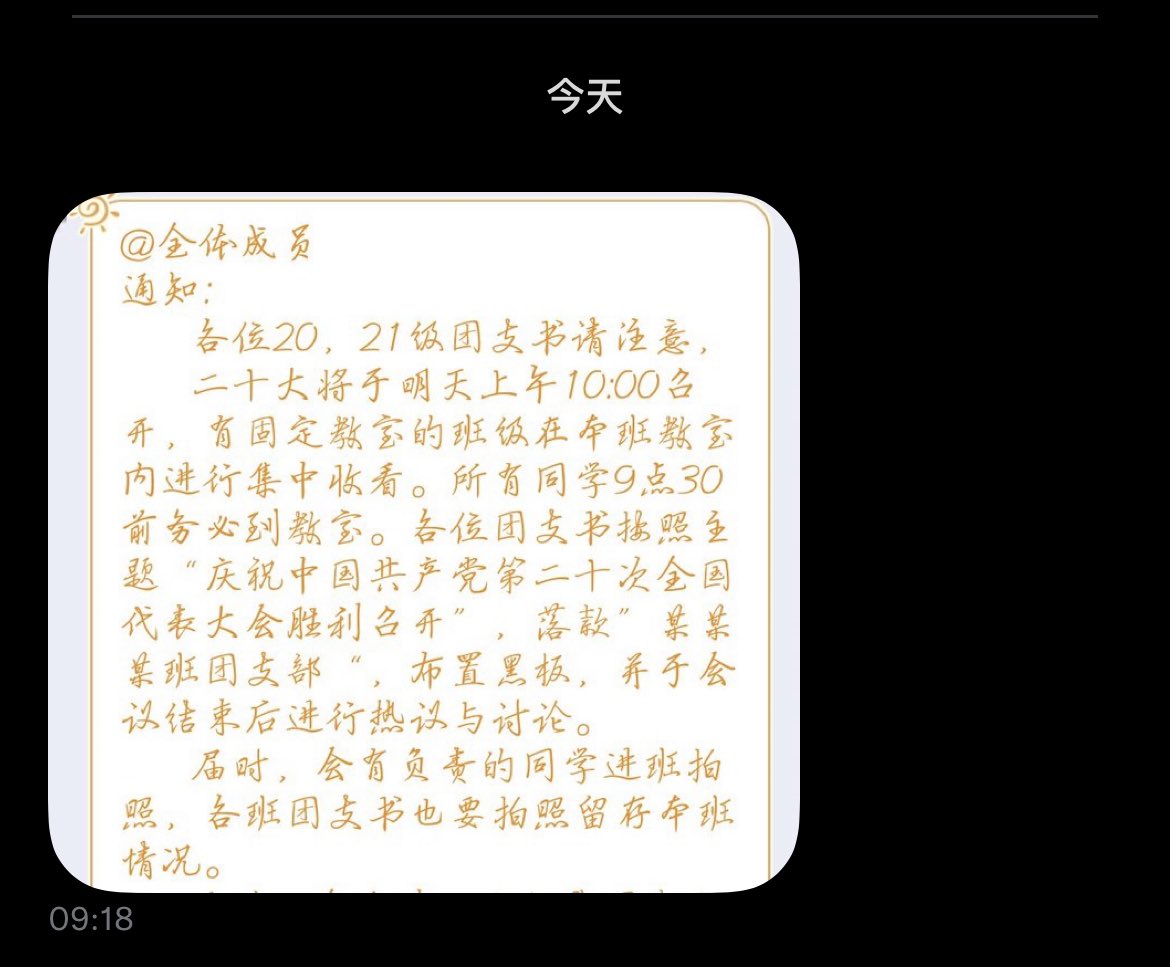 今天
@全体成员
通知：
各位20，21级团支书请注意，
二十大将于明天上午10:00召
开，有固定教室的班级在本班教室
内进行集中收看。所有同学9点30
前务必到教室。各位团支书按照主
题“庆祝中国共产党第二十次全国
代表大会胜利召开”，落款”某某
某班团支部“，布置黑板，并于会
议结束后进行热议与讨论。
届时，会有负责的同学进班拍
照，各班团支书也要拍照留存本班
情况。
09:18